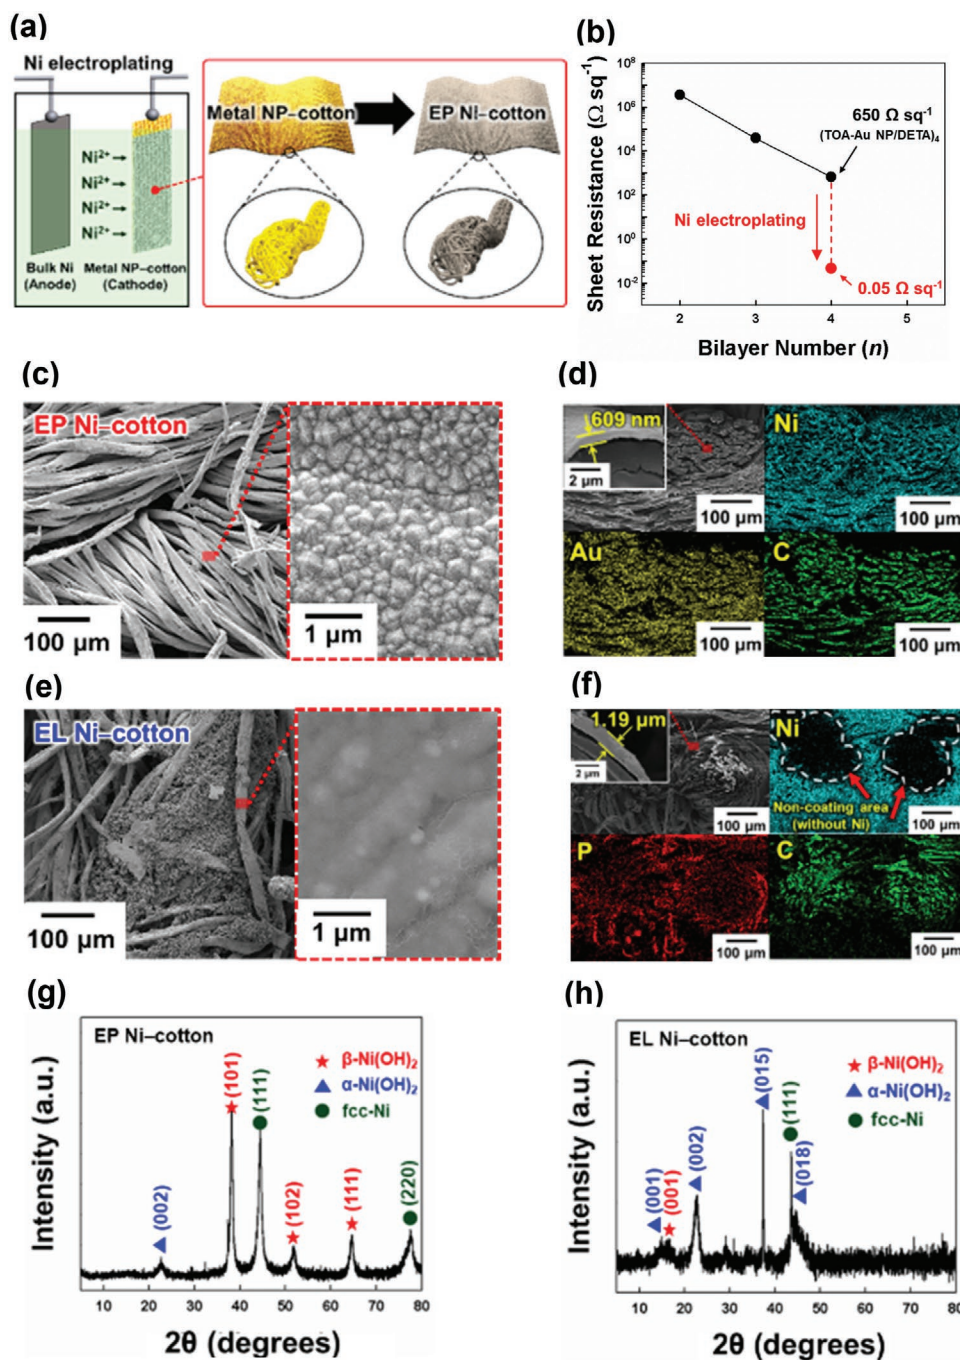 (a)
Ni electroplating
Ni²⁺
Ni²⁺
Ni²⁺
Ni²⁺
Bulk Ni
(Anode)
Metal NP–cotton
(Cathode)
Metal NP–cotton
EP Ni–cotton
(b)
Sheet Resistance (Ω sq⁻¹)
10⁸
10⁶
10⁴
10²
10⁰
10⁻²
650 Ω sq⁻¹
(TOA-Au NP/DETA)₄
Ni electroplating
0.05 Ω sq⁻¹
2
3
4
5
Bilayer Number (n)
(c)
EP Ni–cotton
100 μm
1 μm
(d)
609 nm
2 μm
100 μm
Ni
100 μm
Au
100 μm
C
100 μm
(e)
EL Ni–cotton
100 μm
1 μm
(f)
1.19 μm
2 μm
100 μm
Ni
Non-coating area
(without Ni)
100 μm
P
100 μm
C
100 μm
(g)
EP Ni–cotton
β-Ni(OH)₂
α-Ni(OH)₂
fcc-Ni
(002)
(101)
(111)
(102)
(111)
(220)
Intensity (a.u.)
10 20 30 40 50 60 70 80
2θ (degrees)
(h)
EL Ni–cotton
β-Ni(OH)₂
α-Ni(OH)₂
fcc-Ni
(001)
(001)
(002)
(015)
(111)
(018)
Intensity (a.u.)
10 20 30 40 50 60 70 80
2θ (degrees)